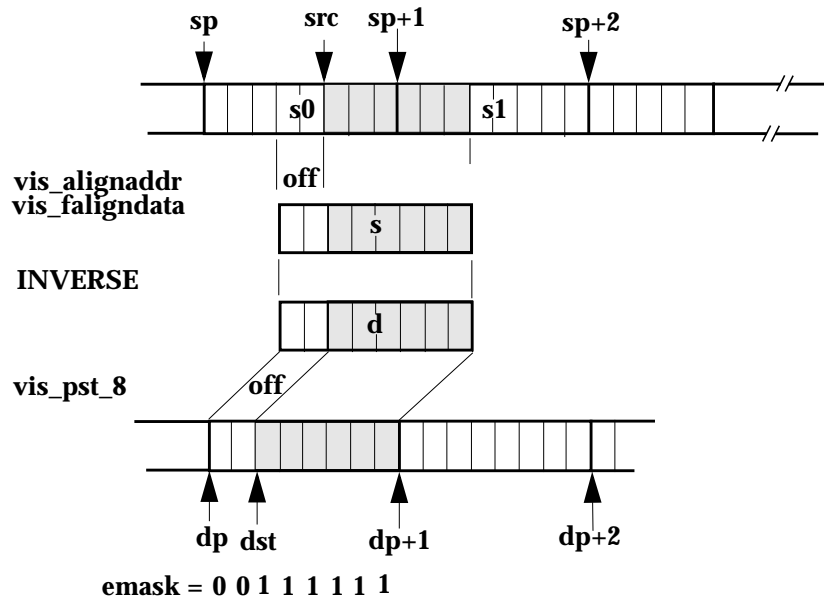 sp src sp+1 sp+2
s0 s1
vis_alignaddr off
vis_faligndata
s
INVERSE
d
vis_pst_8 off
dp dst dp+1 dp+2
emask = 0 0 1 1 1 1 1 1